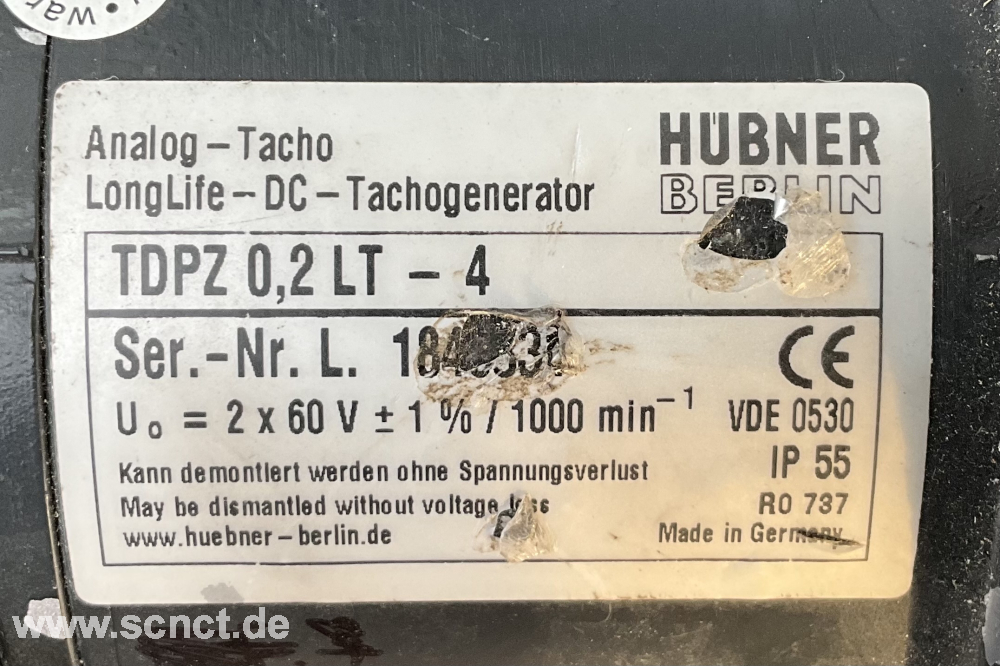 HÜBNER
BERLIN
Analog – Tacho
LongLife – DC – Tachogenerator
TDPZ 0,2 LT – 4
Ser.-Nr. L.
CE
U₀ = 2 x 60 V ± 1 % / 1000 min⁻¹ VDE 0530
IP 55
Kann demontiert werden ohne Spannungsverlust
May be dismantled without voltage loss
RO 737
www.huebner – berlin.de
Made in Germany
www.scnct.de